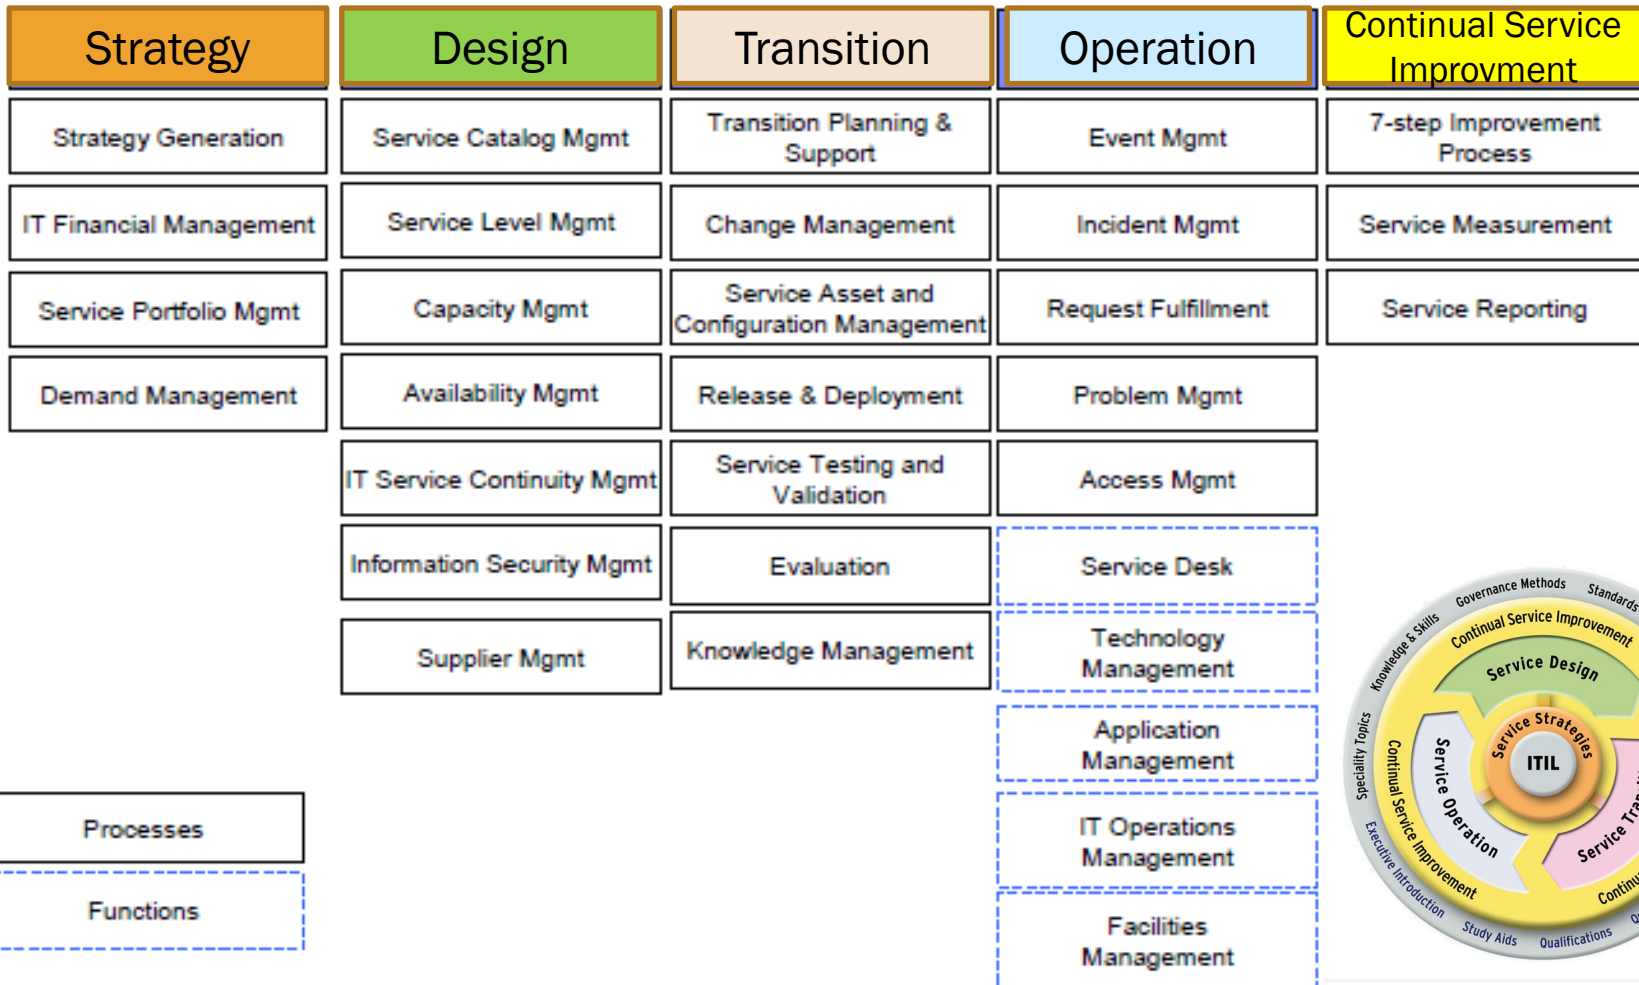 Strategy
Design
Transition
Operation
Continual Service
Improvment
Strategy Generation
Service Catalog Mgmt
Transition Planning &
Support
Event Mgmt
7-step Improvement
Process
IT Financial Management
Service Level Mgmt
Change Management
Incident Mgmt
Service Measurement
Service Portfolio Mgmt
Capacity Mgmt
Service Asset and
Configuration Management
Request Fulfillment
Service Reporting
Demand Management
Availability Mgmt
Release & Deployment
Problem Mgmt
IT Service Continuity Mgmt
Service Testing and
Validation
Access Mgmt
Information Security Mgmt
Evaluation
Service Desk
Supplier Mgmt
Knowledge Management
Technology
Management
Application
Management
IT Operations
Management
Facilities
Management
Processes
Functions
Governance Methods
Standards
Knowledge & Skills
Continual Service Improvement
Service Design
Speciality Topics
Service Strategies
ITIL
Continual Service Improvement
Service Operation
Service
Executive Introduction
Study Aids
Qualifications